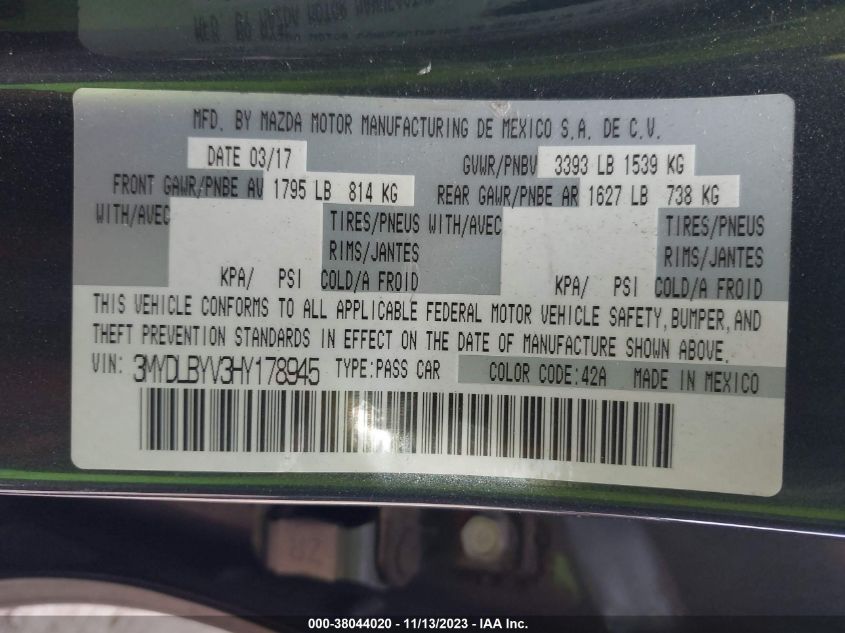 MFD. BY MAZDA MOTOR MANUFACTURING DE MEXICO S.A. DE C.V.
DATE 03/17 GVWR/PNBV 3393 LB 1539 KG
FRONT GAWR/PNBE AV 1795 LB 814 KG REAR GAWR/PNBE AR 1627 LB 738 KG
WITH/AVEC TIRES/PNEUS WITH/AVEC TIRES/PNEUS
RIMS/JANTES RIMS/JANTES
KPA/ PSI COLD/A FROID KPA/ PSI COLD/A FROID
THIS VEHICLE CONFORMS TO ALL APPLICABLE FEDERAL MOTOR VEHICLE SAFETY, BUMPER, AND
THEFT PREVENTION STANDARDS IN EFFECT ON THE DATE OF MANUFACTURE SHOWN ABOVE.
VIN: 3MYDLBYV3HY178945 TYPE:PASS CAR COLOR CODE:42A MADE IN MEXICO
000-38044020 - 11/13/2023 - IAA Inc.